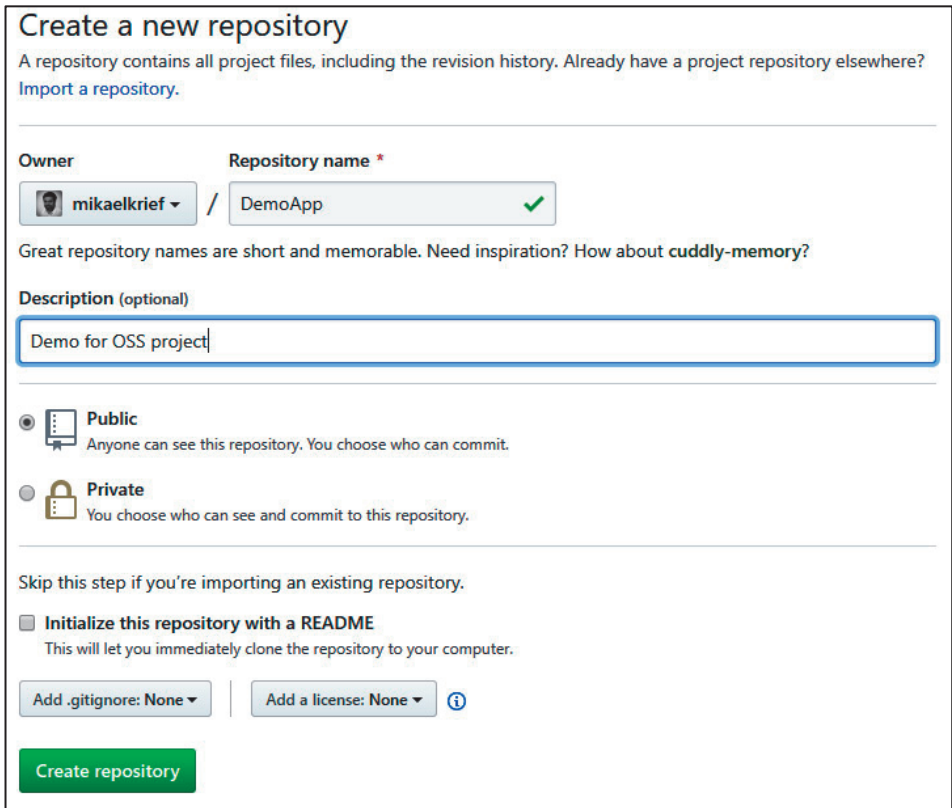 Create a new repository
A repository contains all project files, including the revision history. Already have a project repository elsewhere?
Import a repository.
Owner
Repository name *
mikaelkrief
/
DemoApp
Great repository names are short and memorable. Need inspiration? How about cuddly-memory?
Description (optional)
Demo for OSS project
Public
Anyone can see this repository. You choose who can commit.
Private
You choose who can see and commit to this repository.
Skip this step if you're importing an existing repository.
Initialize this repository with a README
This will let you immediately clone the repository to your computer.
Add .gitignore: None
Add a license: None
Create repository